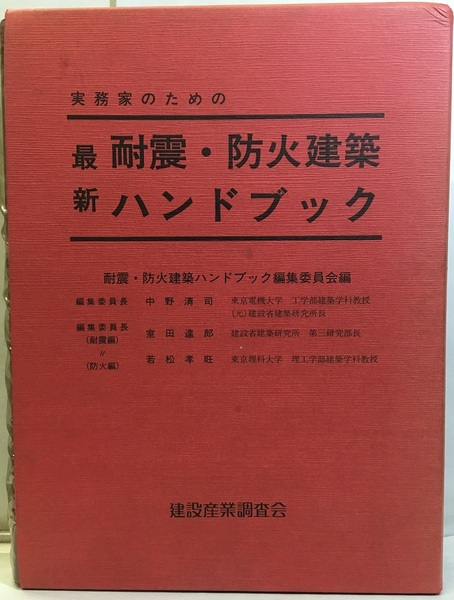 実務家のための
最新 耐震・防火建築
ハンドブック
耐震・防火建築ハンドブック編集委員会編
編集委員長 中野清司 東京電機大学 工学部建築学科教授
(元)建設省建築研究所長
編集委員長 室田達郎 建設省建築研究所 第三研究部長
(耐震編)
〃 若松孝旺 東京理科大学 理工学部建築学科教授
(防火編)
建設産業調査会